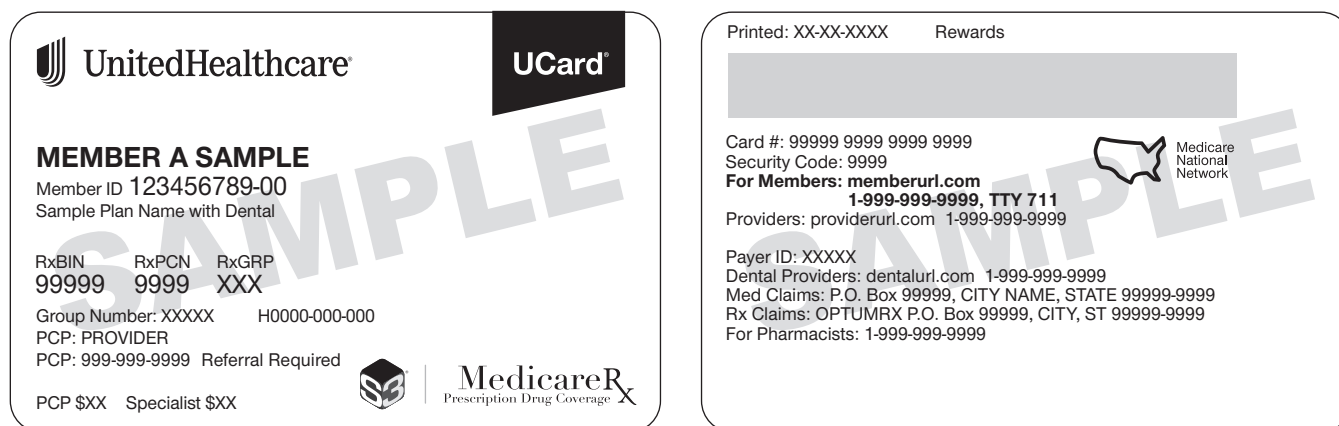 UnitedHealthcare®
UCard®
MEMBER A SAMPLE
Member ID 123456789-00
Sample Plan Name with Dental
RxBIN RxPCN RxGRP
99999 9999 XXX
Group Number: XXXXX H0000-000-000
PCP: PROVIDER
PCP: 999-999-9999 Referral Required
PCP $XX Specialist $XX
S3
MedicareRx
Prescription Drug Coverage
SAMPLE
Printed: XX-XX-XXXX Rewards
Card #: 99999 9999 9999 9999
Security Code: 9999
For Members: memberurl.com
1-999-999-9999, TTY 711
Providers: providerurl.com 1-999-999-9999
Medicare
National
Network
Payer ID: XXXXX
Dental Providers: dentalurl.com 1-999-999-9999
Med Claims: P.O. Box 99999, CITY NAME, STATE 99999-9999
Rx Claims: OPTUMRX P.O. Box 99999, CITY, ST 99999-9999
For Pharmacists: 1-999-999-9999
SAMPLE